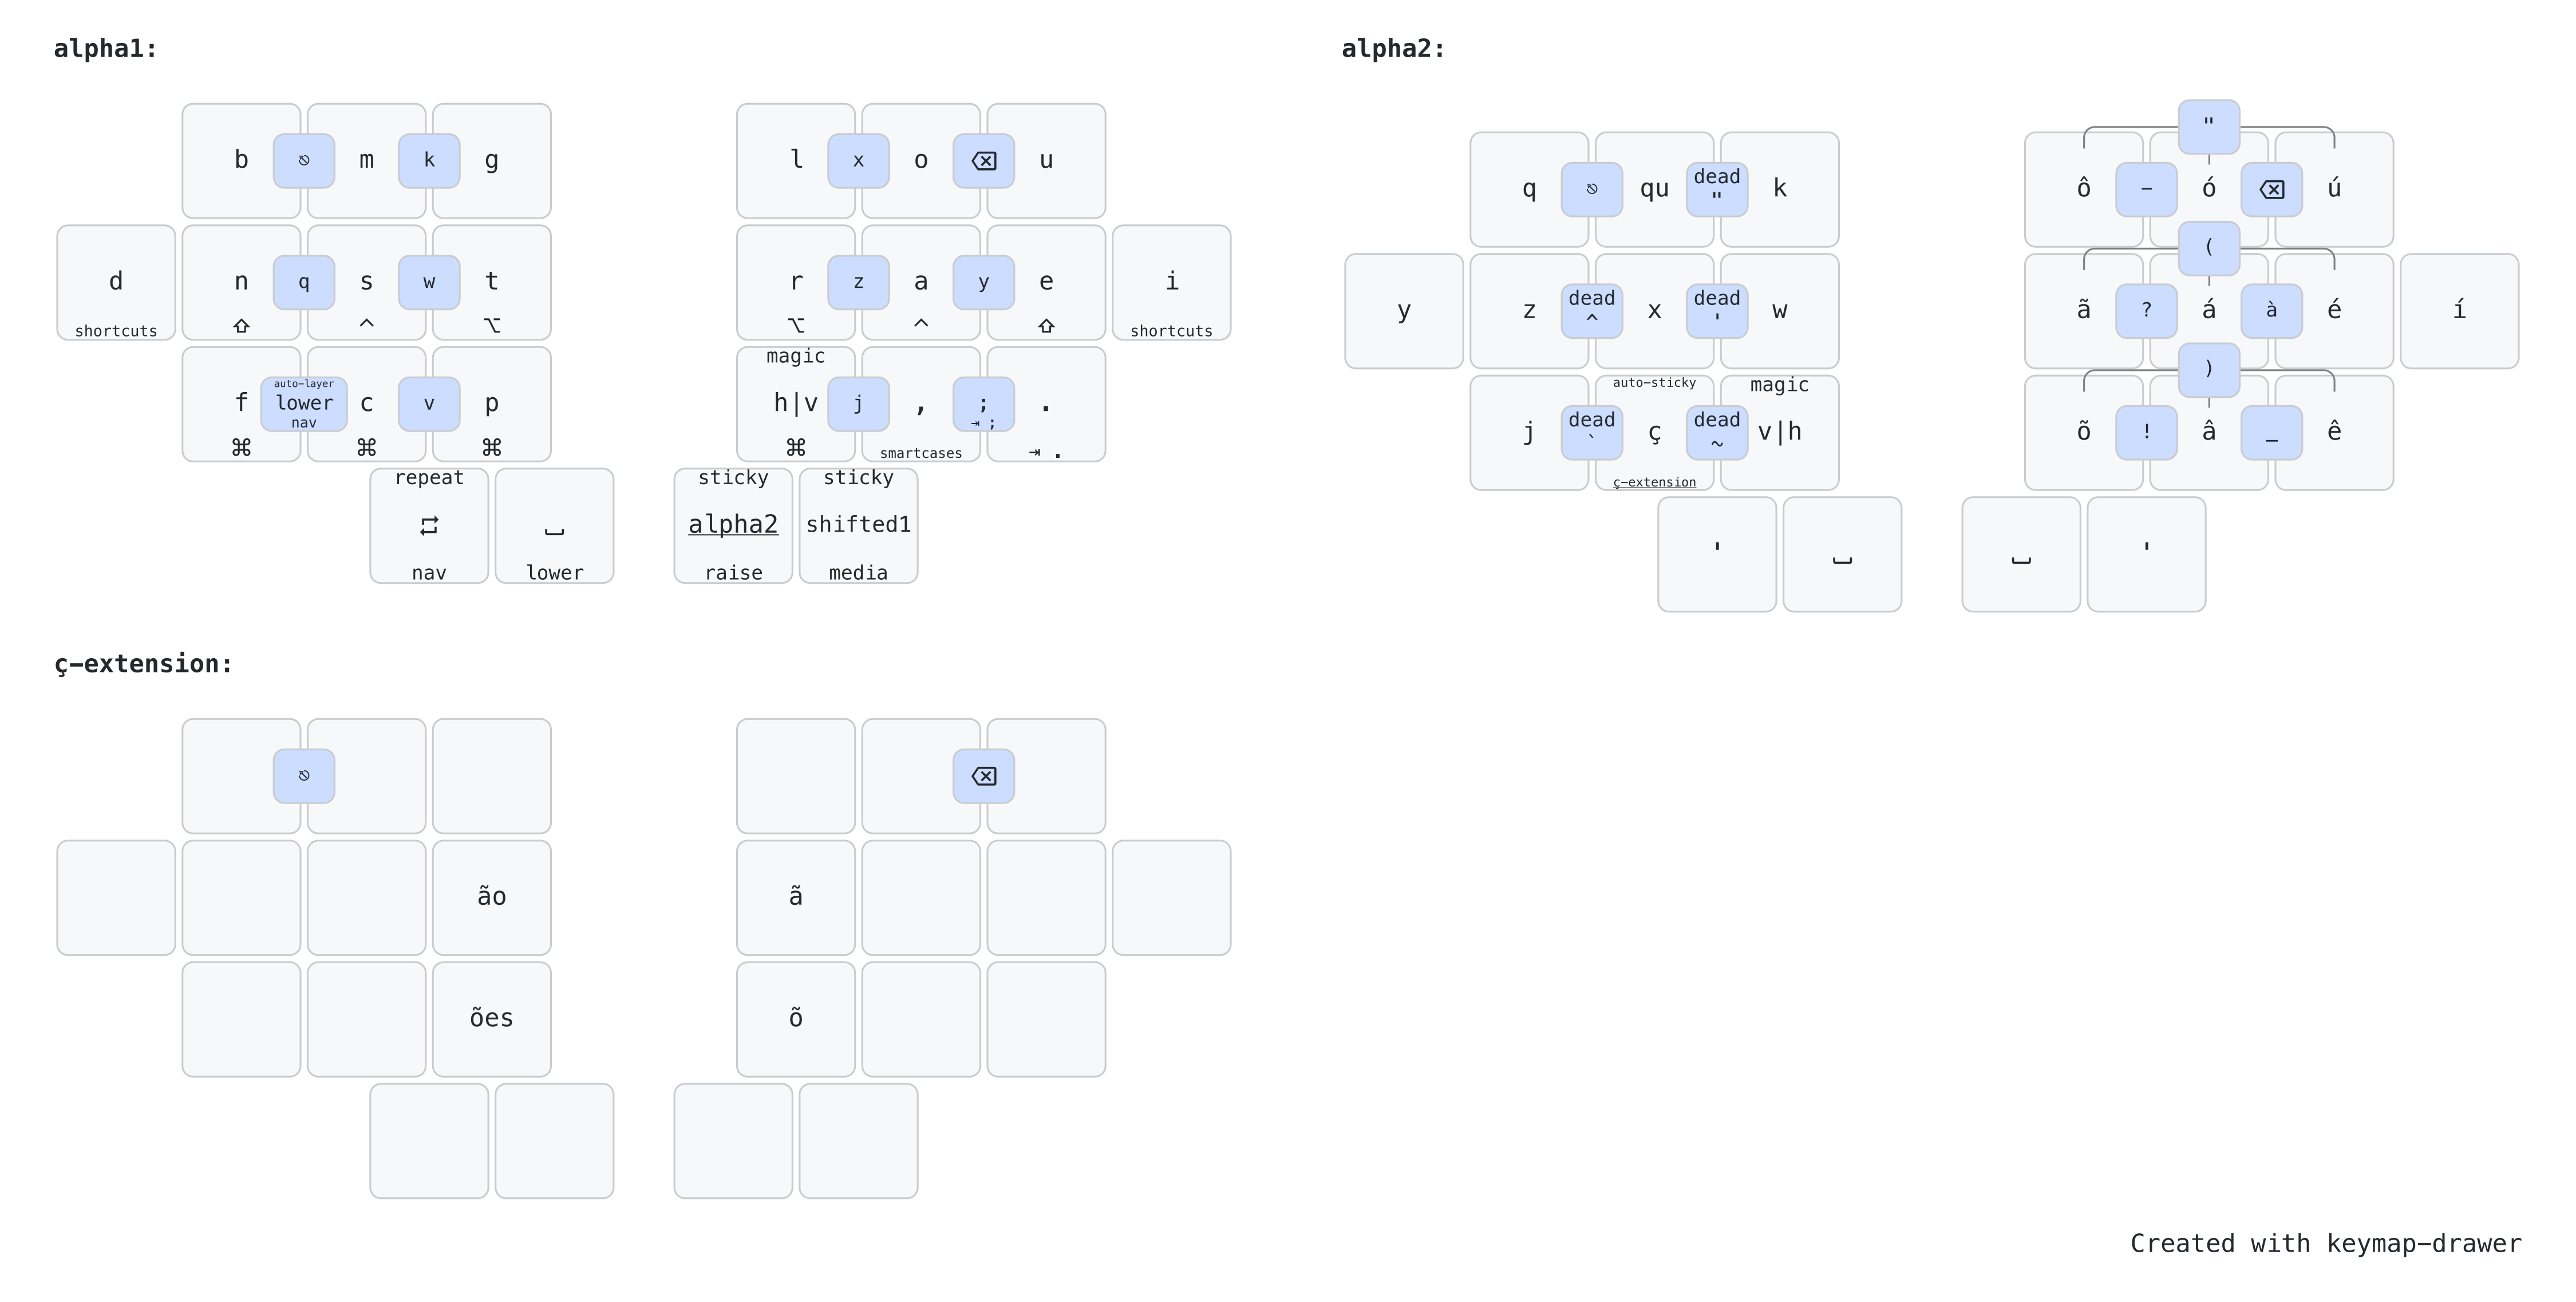 alpha1:
b ⎋ m k g l x o ⌫ u
d n q s w t r z a y e i
shortcuts ⇧ ^ ⌥ ⌥ ^ ⇧ shortcuts
magic
auto-layer
f lower c v p h|v j , ; .
nav ⇥ ;
⌘ ⌘ ⌘ ⌘ smartcases ⇥ .
repeat sticky sticky
␣ alpha2 shifted1
nav lower raise media
alpha2:
"
q ⎋ qu dead " k ô - ó ⌫ ú
(
y z dead ^ x dead ' w ã ? á à é í
)
auto-sticky magic
j dead ` ç dead ~ v|h õ ! â _ ê
ç-extension
' ␣ ␣ '
ç-extension:
⎋ ⌫
ão ã
ões õ
Created with keymap-drawer